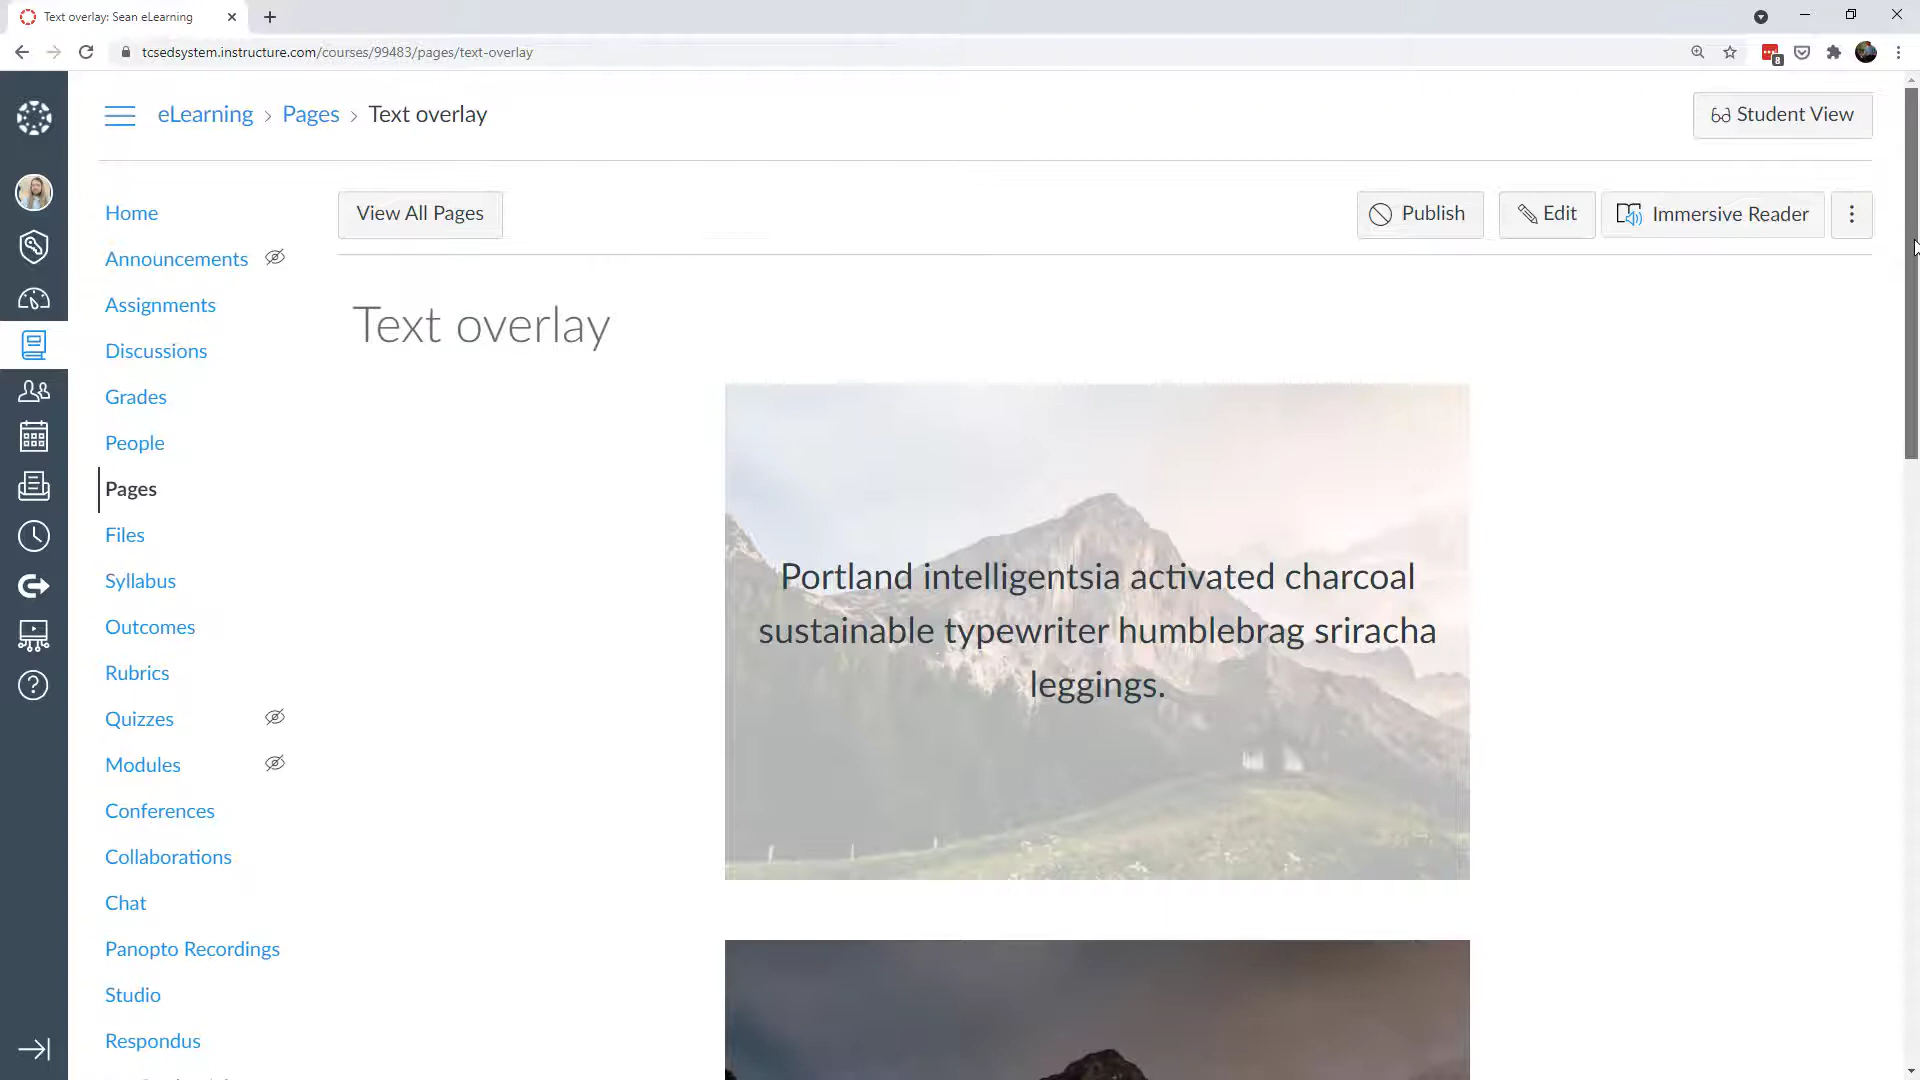 Text overlay: Sean eLearning
tcsedsystem.instructure.com/courses/99483/pages/text-overlay
8
eLearning > Pages > Text overlay
Student View
View All Pages
Publish
Edit
Immersive Reader
Home
Announcements
Assignments
Discussions
Grades
People
Pages
Files
Syllabus
Outcomes
Rubrics
Quizzes
Modules
Conferences
Collaborations
Chat
Panopto Recordings
Studio
Respondus
Text overlay
Portland intelligentsia activated charcoal
sustainable typewriter humblebrag sriracha
leggings.